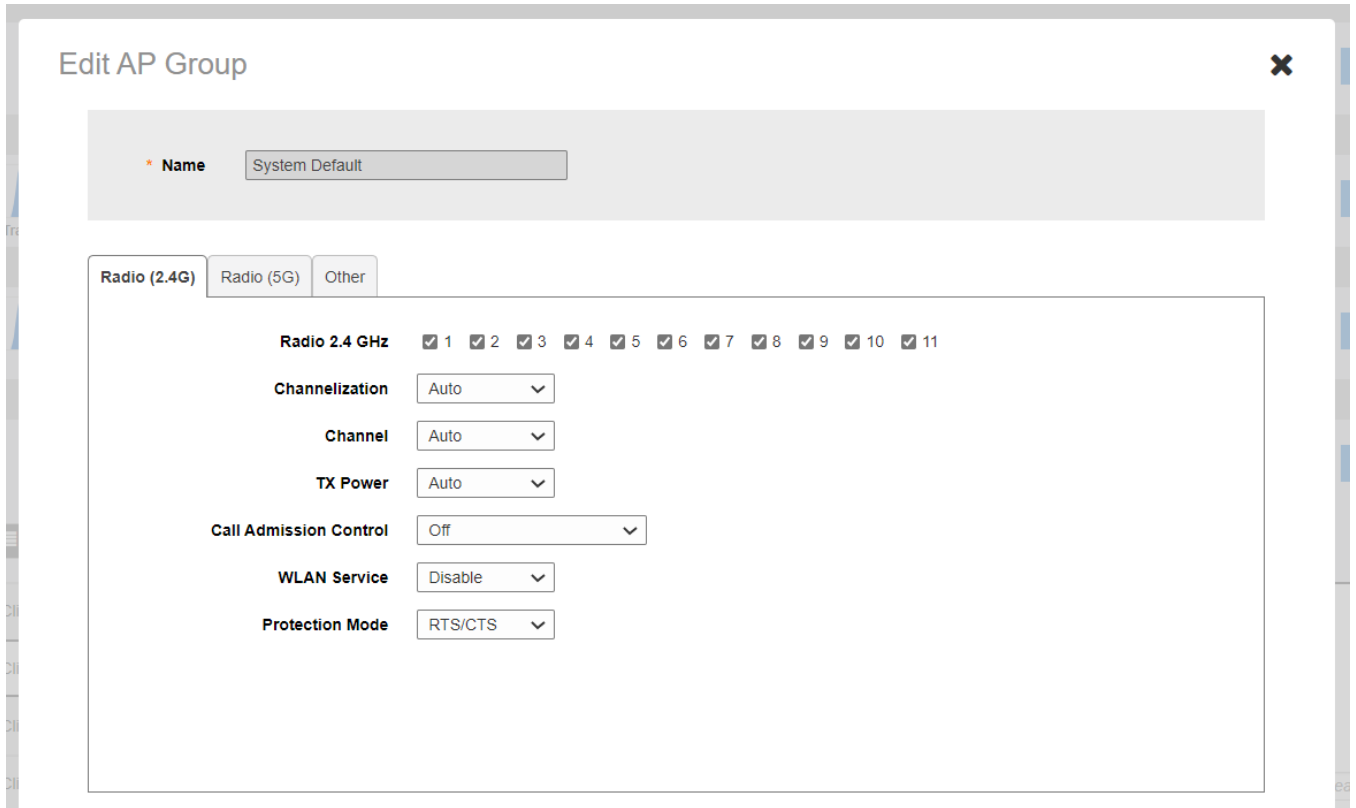 Edit AP Group
* Name System Default
Radio (2.4G) Radio (5G) Other
Radio 2.4 GHz 1 2 3 4 5 6 7 8 9 10 11
Channelization Auto
Channel Auto
TX Power Auto
Call Admission Control Off
WLAN Service Disable
Protection Mode RTS/CTS